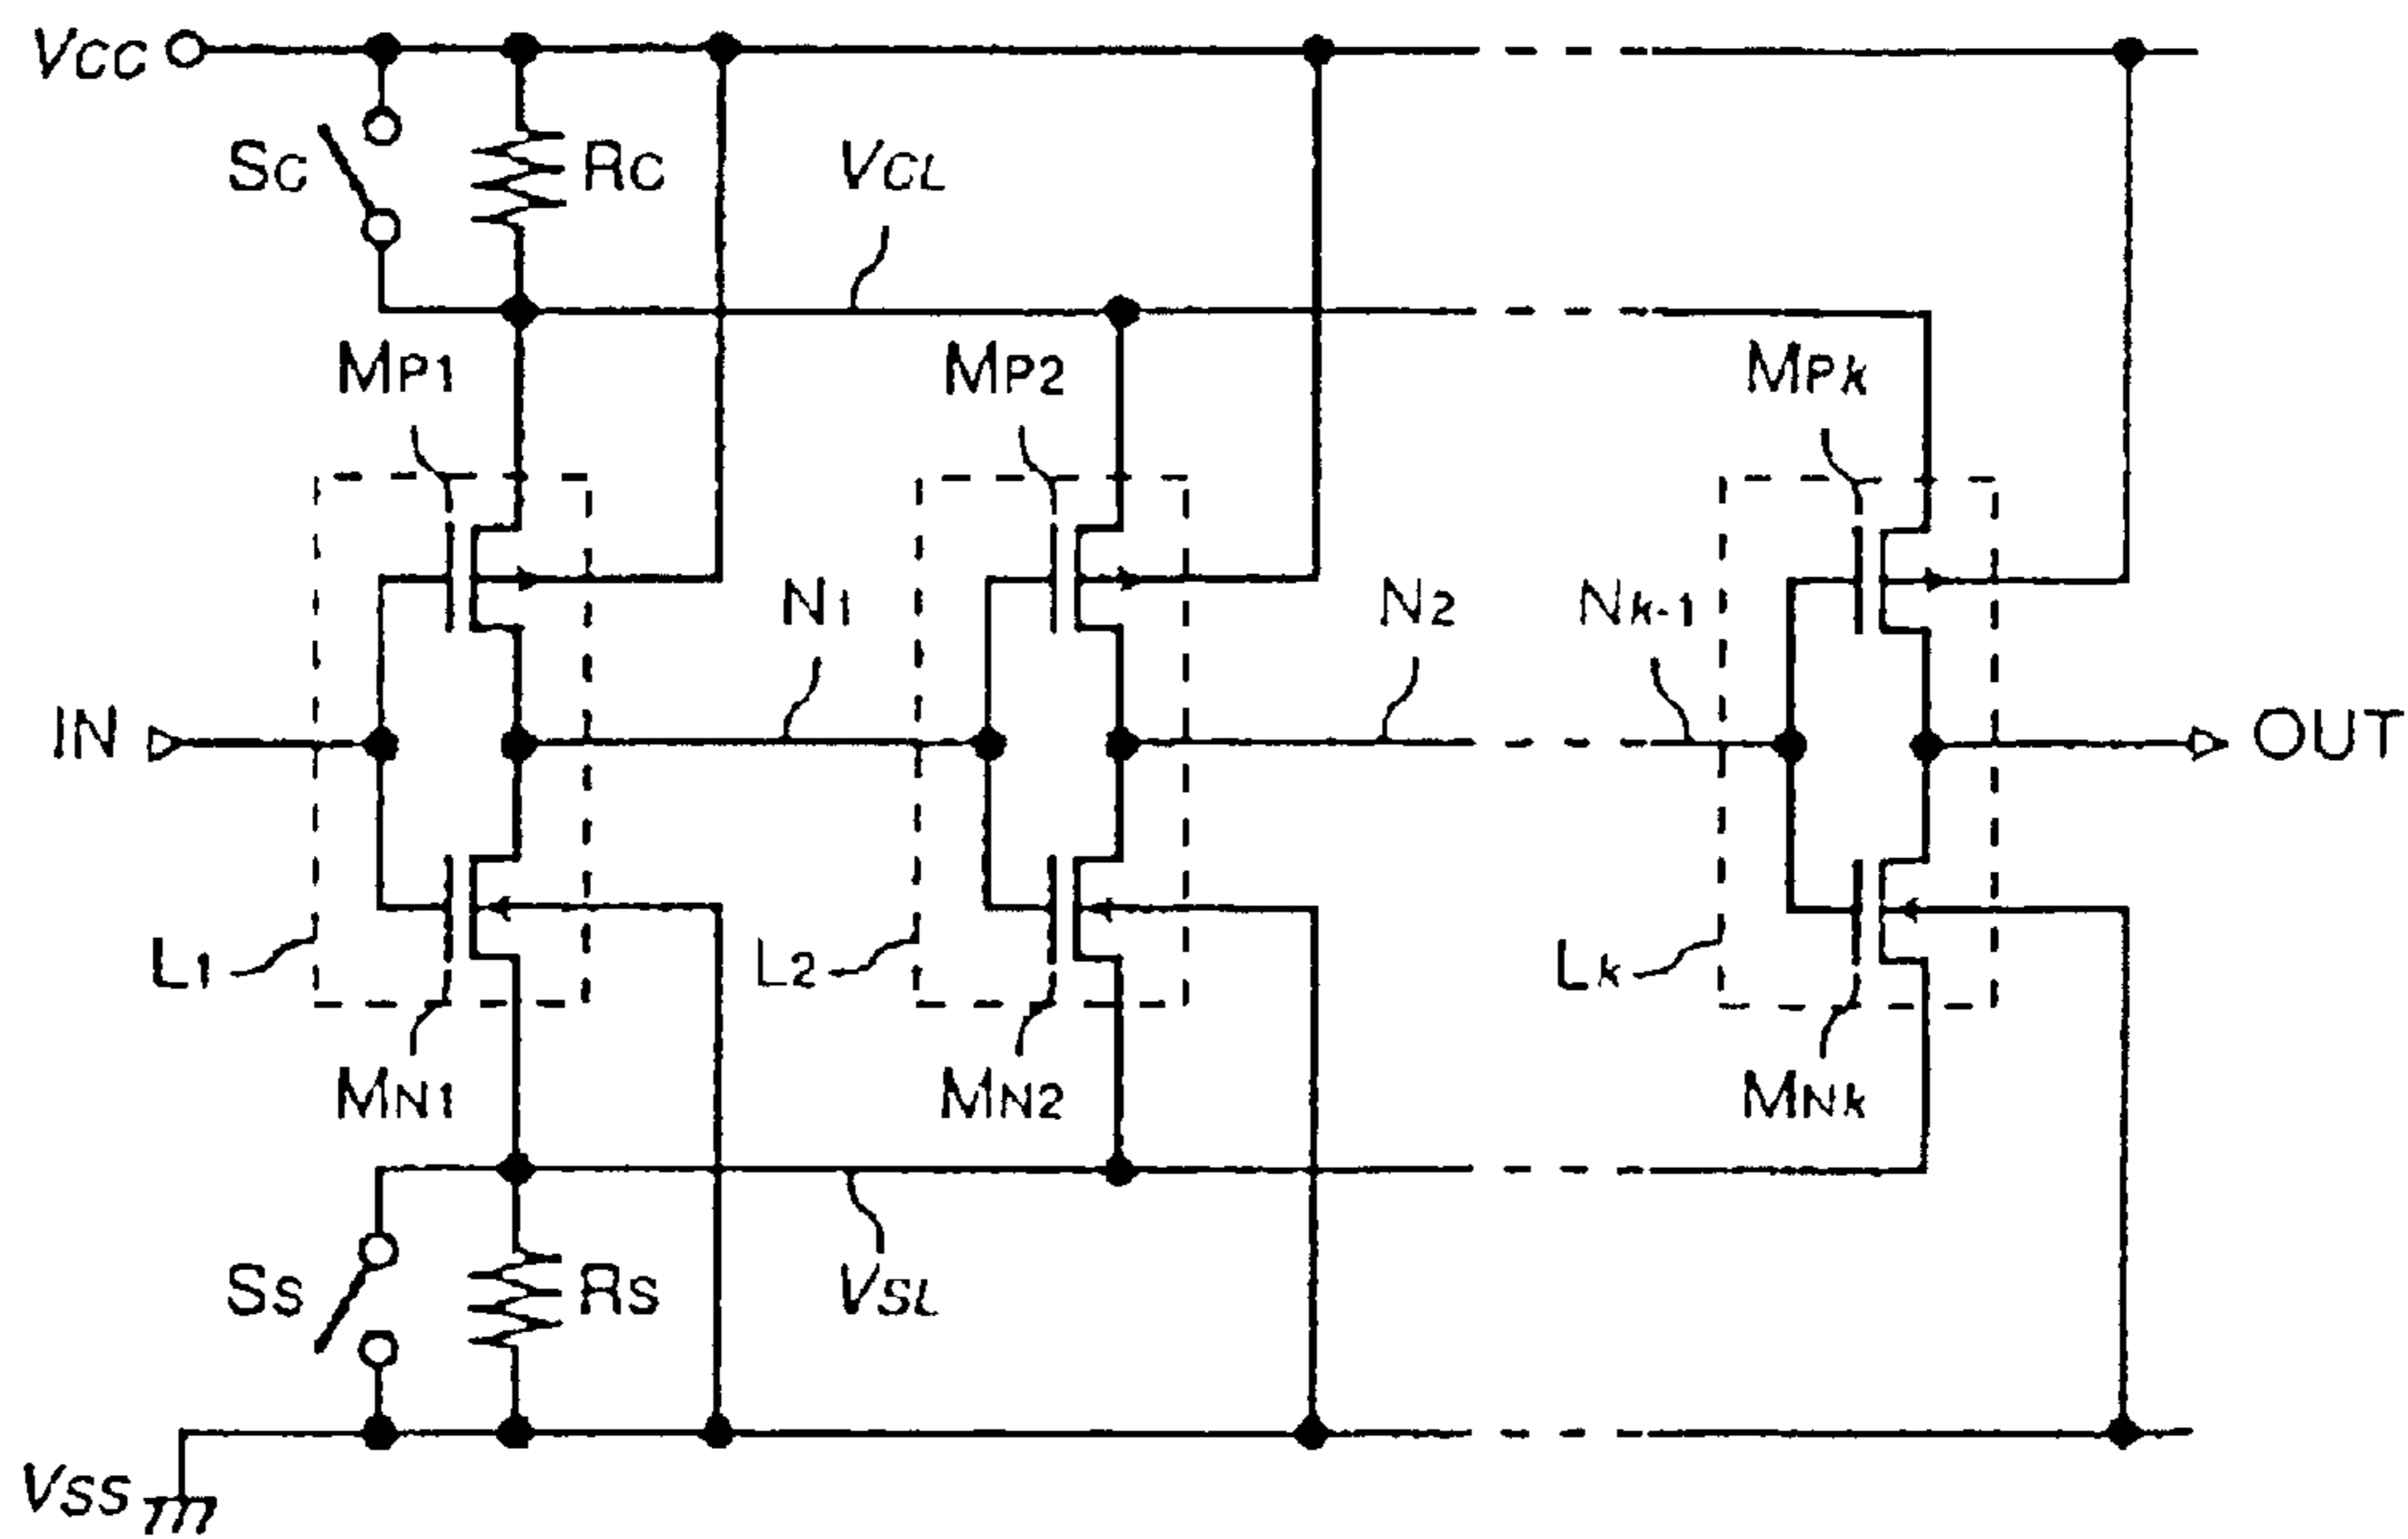 VCC
SC
RC
VCL
MP1
MP2
MPk
N1
N2
Nk-1
IN
OUT
L1
L2
Lk
MN1
MN2
MNk
SS
RS
VSL
VSS